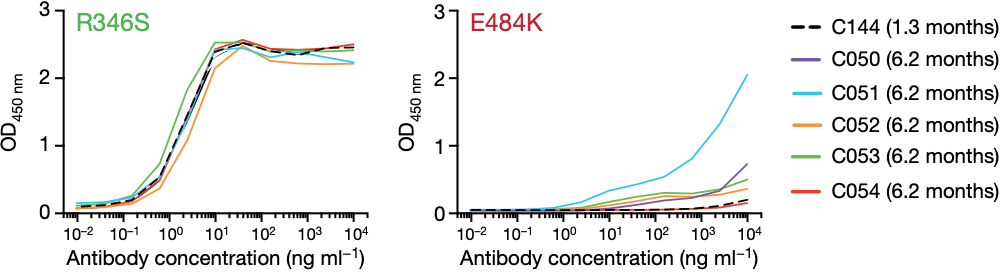 R346S
3
2
1
0
OD450 nm
10−2 10−1 100 101 102 103 104
Antibody concentration (ng ml−1)
E484K
3
2
1
0
OD450 nm
10−2 10−1 100 101 102 103 104
Antibody concentration (ng ml−1)
C144 (1.3 months)
C050 (6.2 months)
C051 (6.2 months)
C052 (6.2 months)
C053 (6.2 months)
C054 (6.2 months)